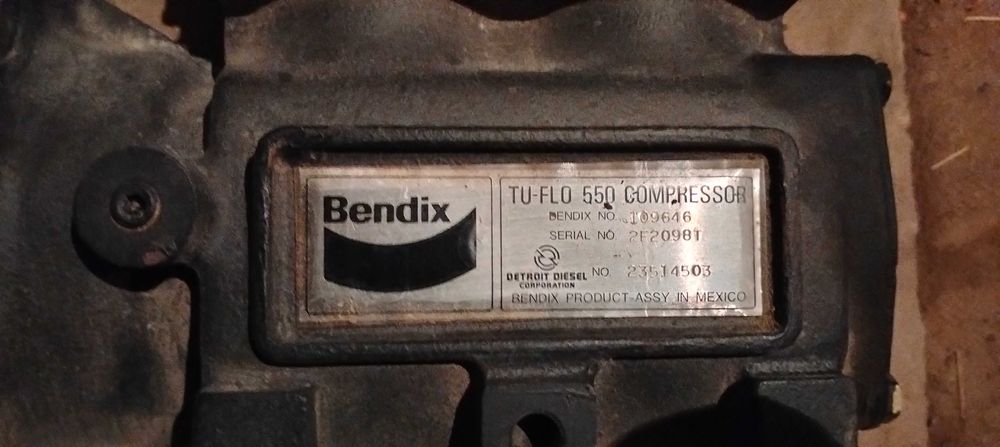 Bendix
TU-FLO 550 COMPRESSOR
BENDIX NO. 109646
SERIAL NO. 2E2098T
DETROIT DIESEL
CORPORATION
NO. 23514503
BENDIX PRODUCT-ASSY IN MEXICO